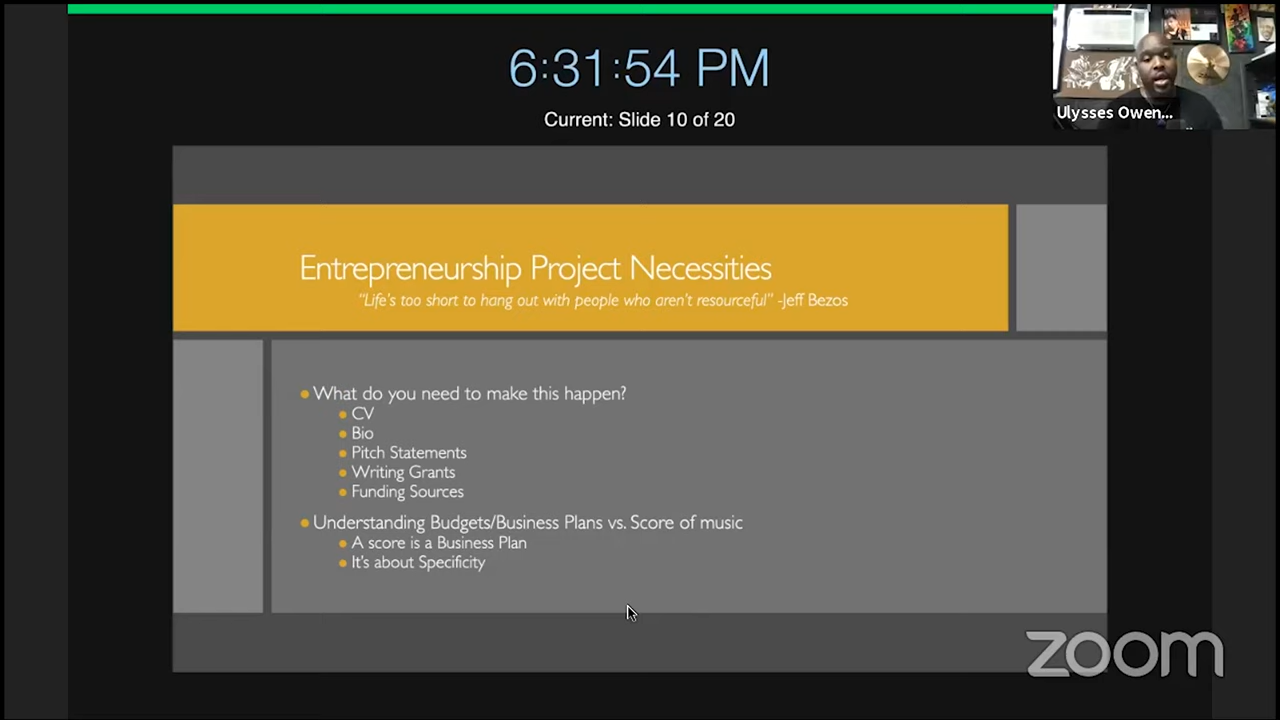 6:31:54 PM
Current: Slide 10 of 20
Ulysses Owen...
Entrepreneurship Project Necessities
“Life’s too short to hang out with people who aren’t resourceful” -Jeff Bezos
What do you need to make this happen?
CV
Bio
Pitch Statements
Writing Grants
Funding Sources
Understanding Budgets/Business Plans vs. Score of music
A score is a Business Plan
It’s about Specificity
zoom